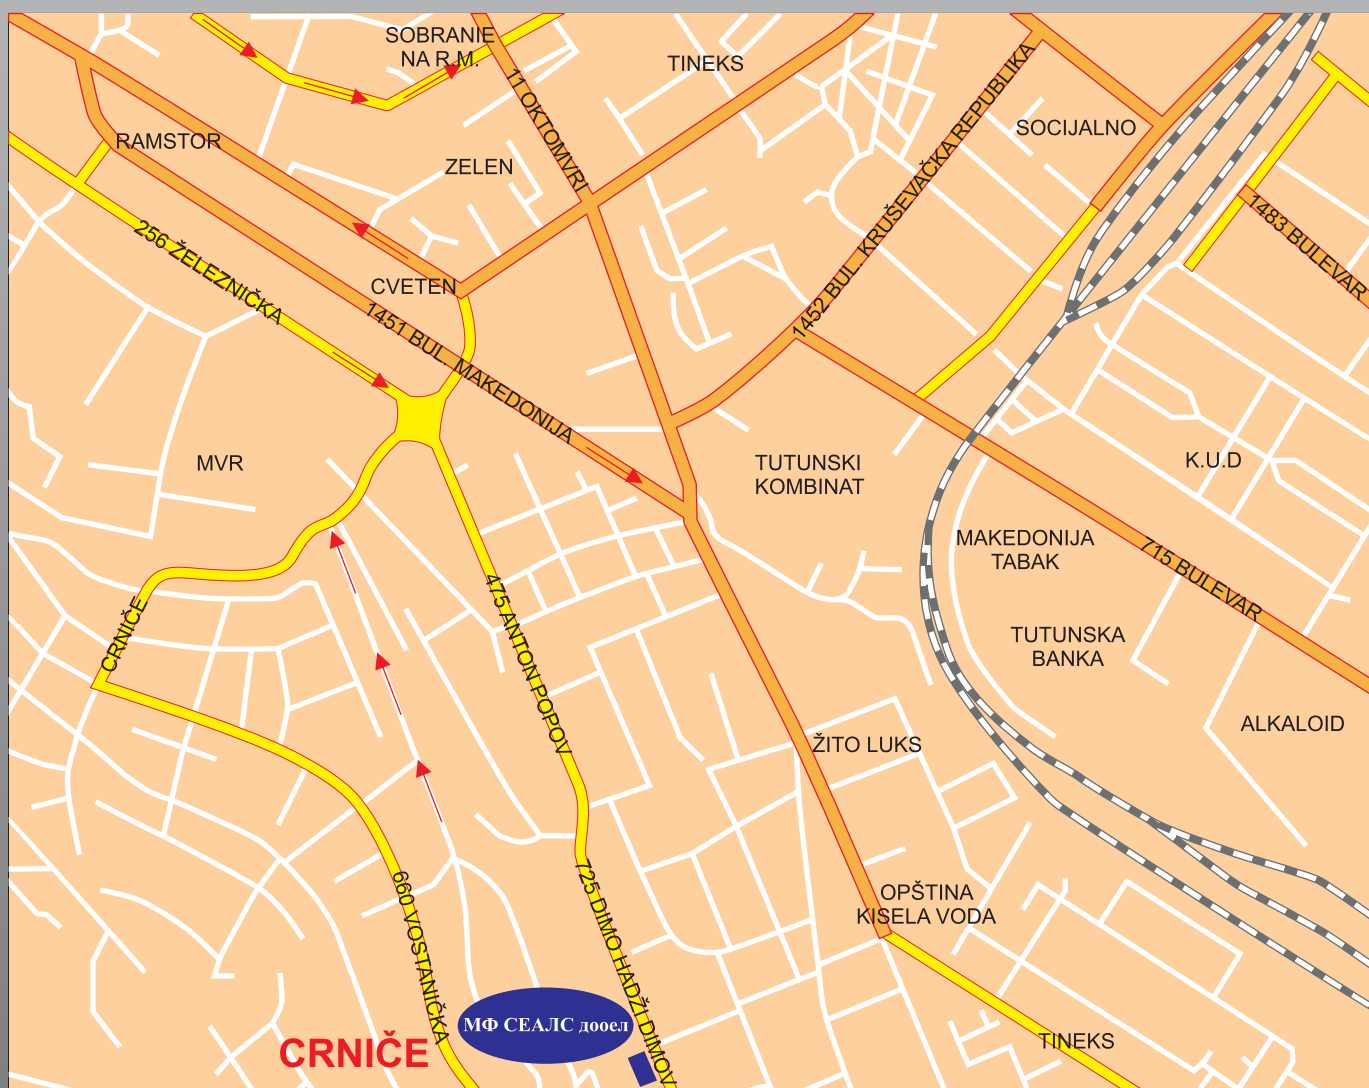 SOBRANIE
NA R.M.
TINEKS
11 OKTOMVRI
SOCIJALNO
RAMSTOR
ZELEN
1452 BUL. KRUŠEVAČKA REPUBLIKA
1483 BULEVAR
256 ŽELEZNIČKA
CVETEN
1451 BUL. MAKEDONIJA
MVR
TUTUNSKI
KOMBINAT
K.U.D
MAKEDONIJA
TABAK
715 BULEVAR
CRNIČE
475 ANTON POPOV
TUTUNSKA
BANKA
ALKALOID
ŽITO LUKS
660 VOSTANIČKA
725 DIMO HADŽI DIMOV
OPŠTINA
KISELA VODA
МФ СЕАЛС дооел
CRNIČE
TINEKS